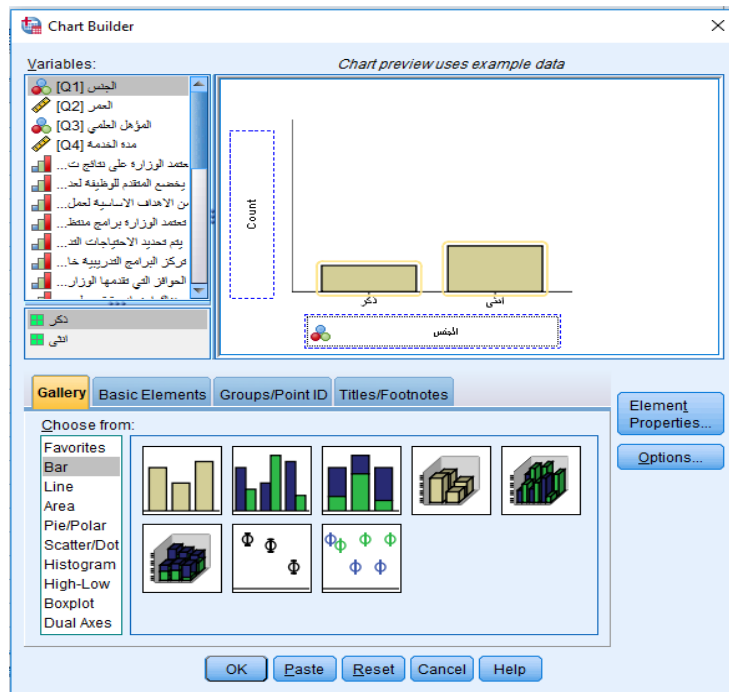 Chart Builder
Variables:
Chart preview uses example data
الجنس [Q1]
العمر [Q2]
المؤهل العلمي [Q3]
مدة الخدمة [Q4]
عتمد الوزارة على نتائج ت...
يخضع المتقدم للوظيفة لعد...
من الاهداف الاساسية لعمل...
تعتمد الوزارة برامج منتظ...
يتم تحديد الاحتياجات التد...
تركز البرامج التدريبية خا...
الحوافز التي تقدمها الوزار...
ذكر
انثى
Count
ذكر
انثى
الجنس
Gallery
Basic Elements
Groups/Point ID
Titles/Footnotes
Choose from:
Favorites
Bar
Line
Area
Pie/Polar
Scatter/Dot
Histogram
High-Low
Boxplot
Dual Axes
Element
Properties...
Options...
OK
Paste
Reset
Cancel
Help